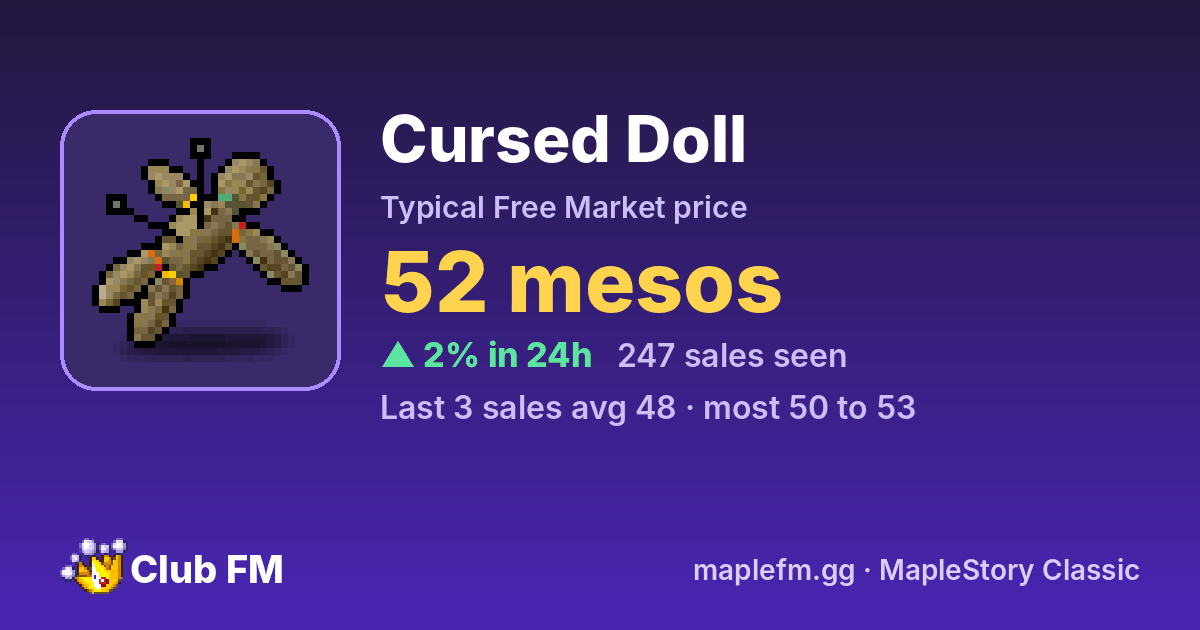 Cursed Doll
Typical Free Market price
52 mesos
▲ 2% in 24h 247 sales seen
Last 3 sales avg 48 · most 50 to 53
Club FM
maplefm.gg · MapleStory Classic